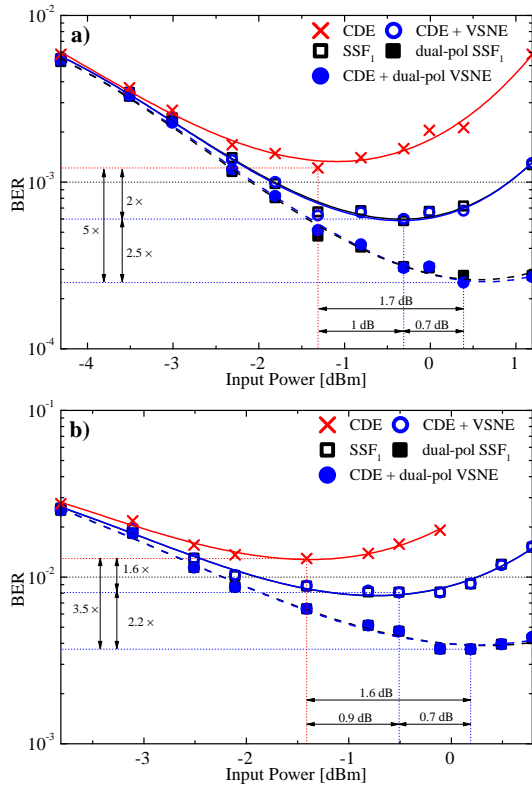 10⁻²
a)
CDE CDE + VSNE
SSF₁ dual-pol SSF₁
CDE + dual-pol VSNE
BER
10⁻³
2×
5×
2.5×
1.7 dB
1 dB 0.7 dB
10⁻⁴
-4 -3 -2 -1 0 1
Input Power [dBm]
10⁻¹
b)
CDE CDE + VSNE
SSF₁ dual-pol SSF₁
CDE + dual-pol VSNE
BER
10⁻²
1.6×
3.5×
2.2×
1.6 dB
0.9 dB 0.7 dB
10⁻³
-3 -2 -1 0
Input Power [dBm]